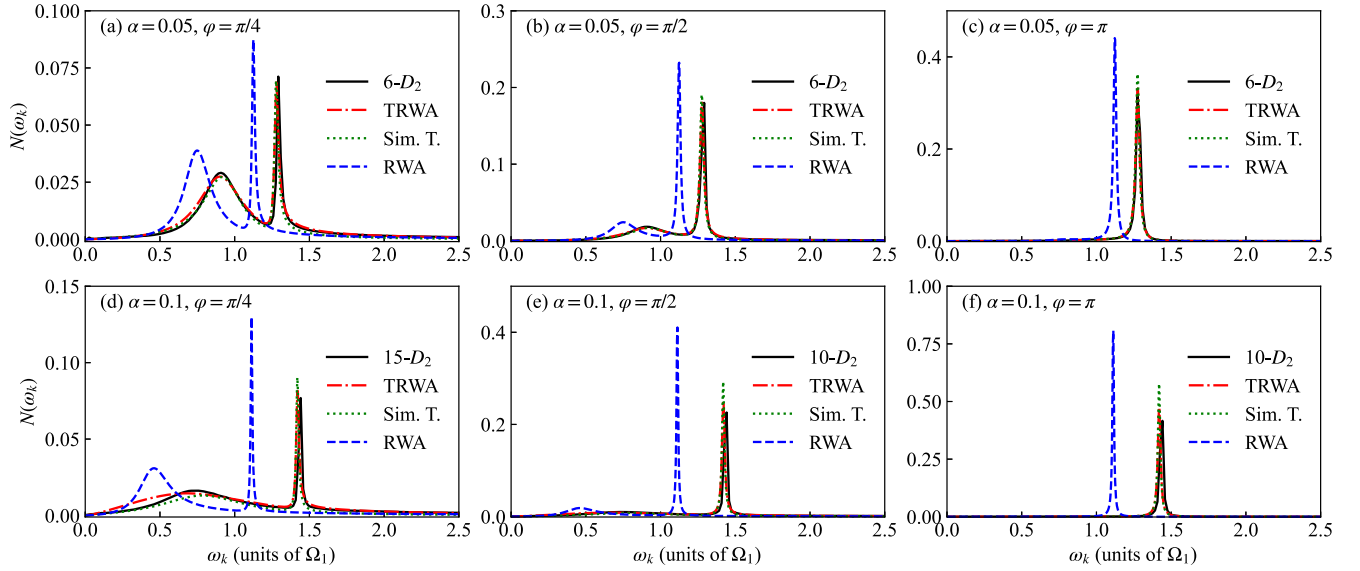 (a) α=0.05, φ=π/4
N(ω_k)
0.100
0.075
0.050
0.025
0.000
0.0 0.5 1.0 1.5 2.0 2.5
6-D₂
TRWA
Sim. T.
RWA
(b) α=0.05, φ=π/2
0.3
0.2
0.1
0.0
0.0 0.5 1.0 1.5 2.0 2.5
6-D₂
TRWA
Sim. T.
RWA
(c) α=0.05, φ=π
0.4
0.2
0.0
0.0 0.5 1.0 1.5 2.0 2.5
6-D₂
TRWA
Sim. T.
RWA
(d) α=0.1, φ=π/4
N(ω_k)
0.15
0.10
0.05
0.00
0.0 0.5 1.0 1.5 2.0 2.5
ω_k (units of Ω₁)
15-D₂
TRWA
Sim. T.
RWA
(e) α=0.1, φ=π/2
0.4
0.2
0.0
0.0 0.5 1.0 1.5 2.0 2.5
ω_k (units of Ω₁)
10-D₂
TRWA
Sim. T.
RWA
(f) α=0.1, φ=π
1.00
0.75
0.50
0.25
0.00
0.0 0.5 1.0 1.5 2.0 2.5
ω_k (units of Ω₁)
10-D₂
TRWA
Sim. T.
RWA